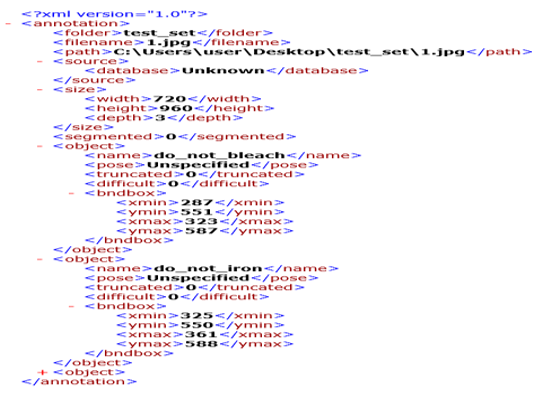 <?xml version="1.0"?>
- <annotation>
<folder>test_set</folder>
<filename>1.jpg</filename>
<path>C:\Users\user\Desktop\test_set\1.jpg</path>
- <source>
<database>Unknown</database>
</source>
- <size>
<width>720</width>
<height>960</height>
<depth>3</depth>
</size>
<segmented>0</segmented>
- <object>
<name>do_not_bleach</name>
<pose>Unspecified</pose>
<truncated>0</truncated>
<difficult>0</difficult>
- <bndbox>
<xmin>287</xmin>
<ymin>551</ymin>
<xmax>323</xmax>
<ymax>587</ymax>
</bndbox>
</object>
- <object>
<name>do_not_iron</name>
<pose>Unspecified</pose>
<truncated>0</truncated>
<difficult>0</difficult>
- <bndbox>
<xmin>325</xmin>
<ymin>550</ymin>
<xmax>361</xmax>
<ymax>588</ymax>
</bndbox>
</object>
+ <object>
</annotation>